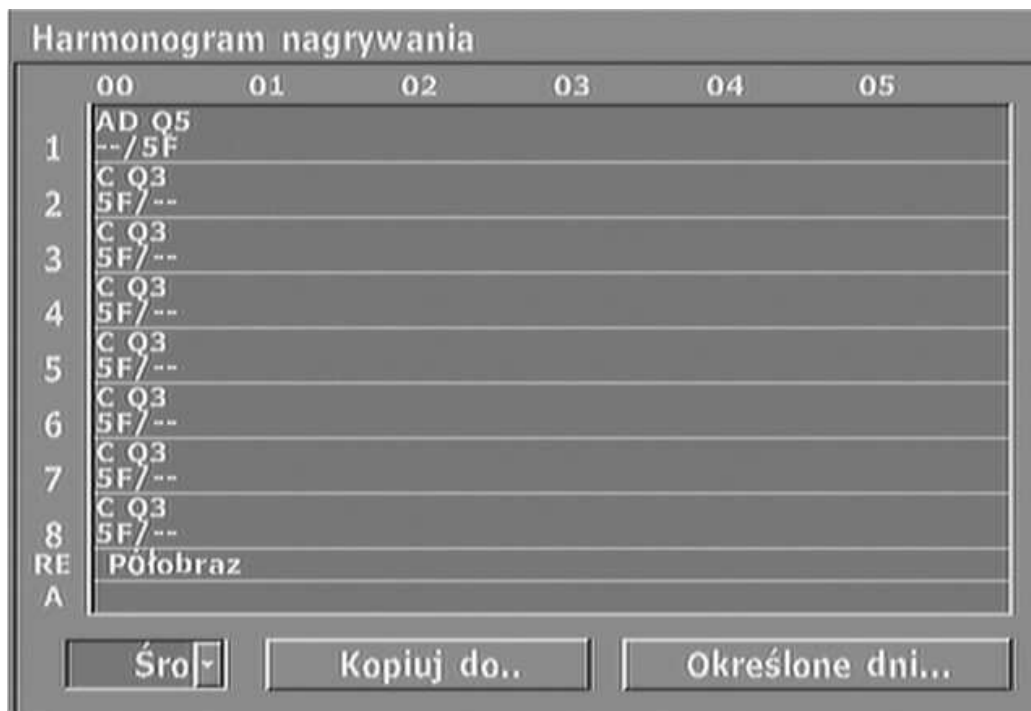 Harmonogram nagrywania
00 01 02 03 04 05
AD Q5
1 --/5F
C Q3
2 5F/--
C Q3
3 5F/--
C Q3
4 5F/--
C Q3
5 5F/--
C Q3
6 5F/--
C Q3
7 5F/--
C Q3
8 5F/--
RE Półobraz
A
Śro Kopiuj do.. Określone dni...